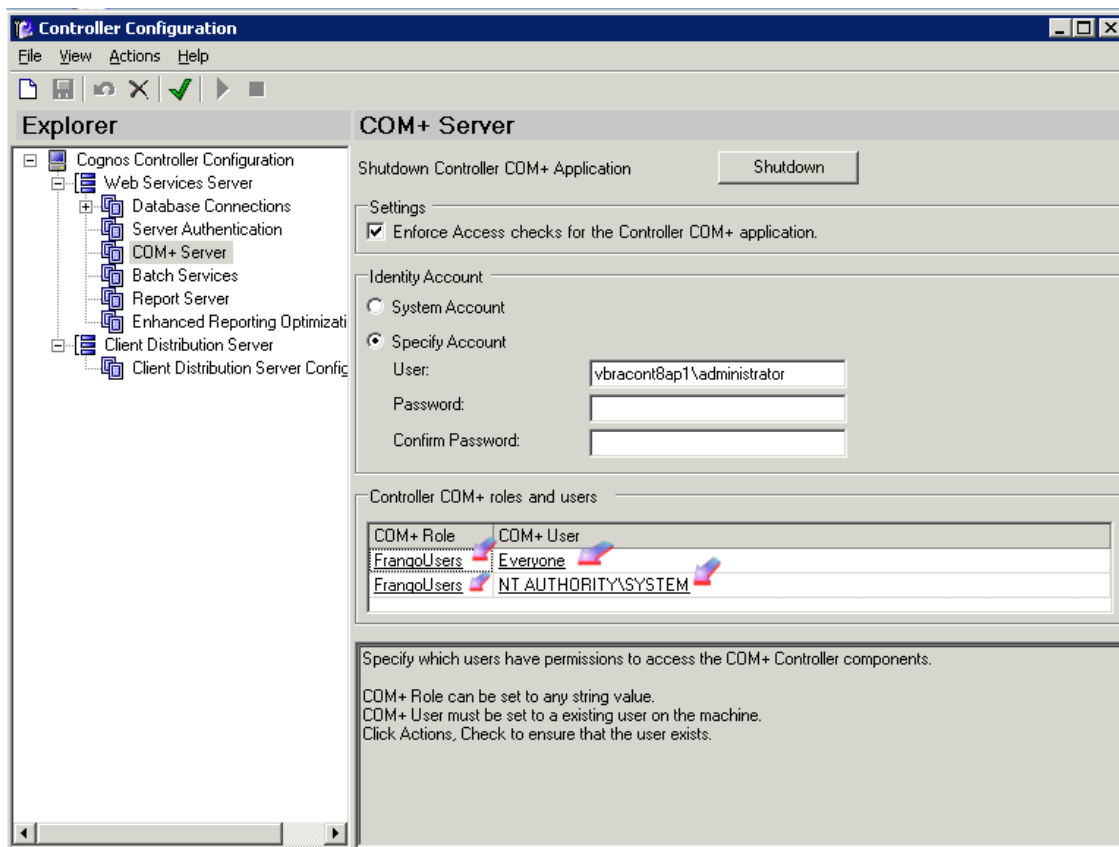 Controller Configuration
File View Actions Help
Explorer
COM+ Server
Cognos Controller Configuration
Web Services Server
Database Connections
Server Authentication
COM+ Server
Batch Services
Report Server
Enhanced Reporting Optimizati
Client Distribution Server
Client Distribution Server Config
Shutdown Controller COM+ Application Shutdown
Settings
Enforce Access checks for the Controller COM+ application.
Identity Account
System Account
Specify Account
User: vbracont8ap1\administrator
Password:
Confirm Password:
Controller COM+ roles and users
COM+ Role COM+ User
FrangoUsers Everyone
FrangoUsers NT AUTHORITY\SYSTEM
Specify which users have permissions to access the COM+ Controller components.
COM+ Role can be set to any string value.
COM+ User must be set to a existing user on the machine.
Click Actions, Check to ensure that the user exists.